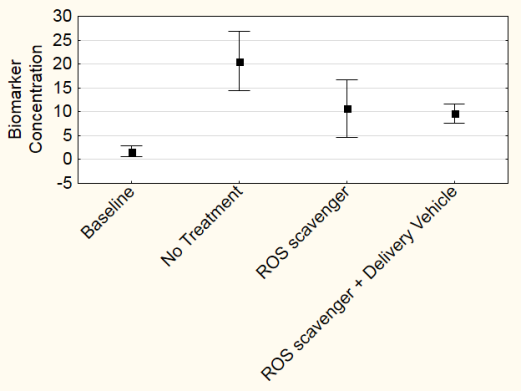 Biomarker
Concentration
30
25
20
15
10
5
0
-5
Baseline
No Treatment
ROS scavenger
ROS scavenger + Delivery Vehicle